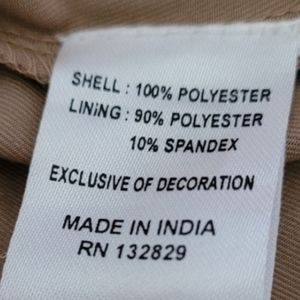 SHELL : 100% POLYESTER
LINING : 90% POLYESTER
10% SPANDEX
EXCLUSIVE OF DECORATION
MADE IN INDIA
RN 132829